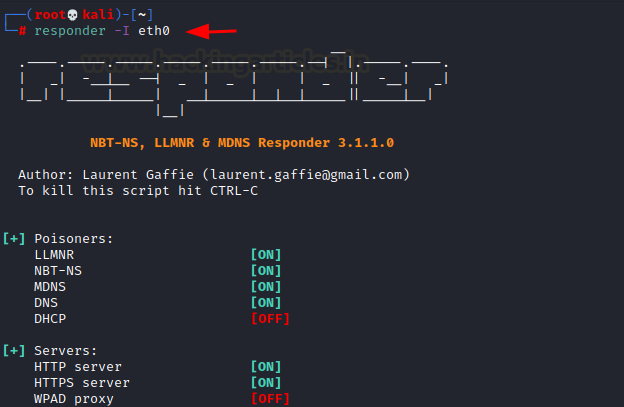 (root💀kali)-[~]
# responder -I eth0
www.hackingarticles.in
NBT-NS, LLMNR & MDNS Responder 3.1.1.0
Author: Laurent Gaffie (laurent.gaffie@gmail.com)
To kill this script hit CTRL-C
[+] Poisoners:
LLMNR [ON]
NBT-NS [ON]
MDNS [ON]
DNS [ON]
DHCP [OFF]
[+] Servers:
HTTP server [ON]
HTTPS server [ON]
WPAD proxy [OFF]